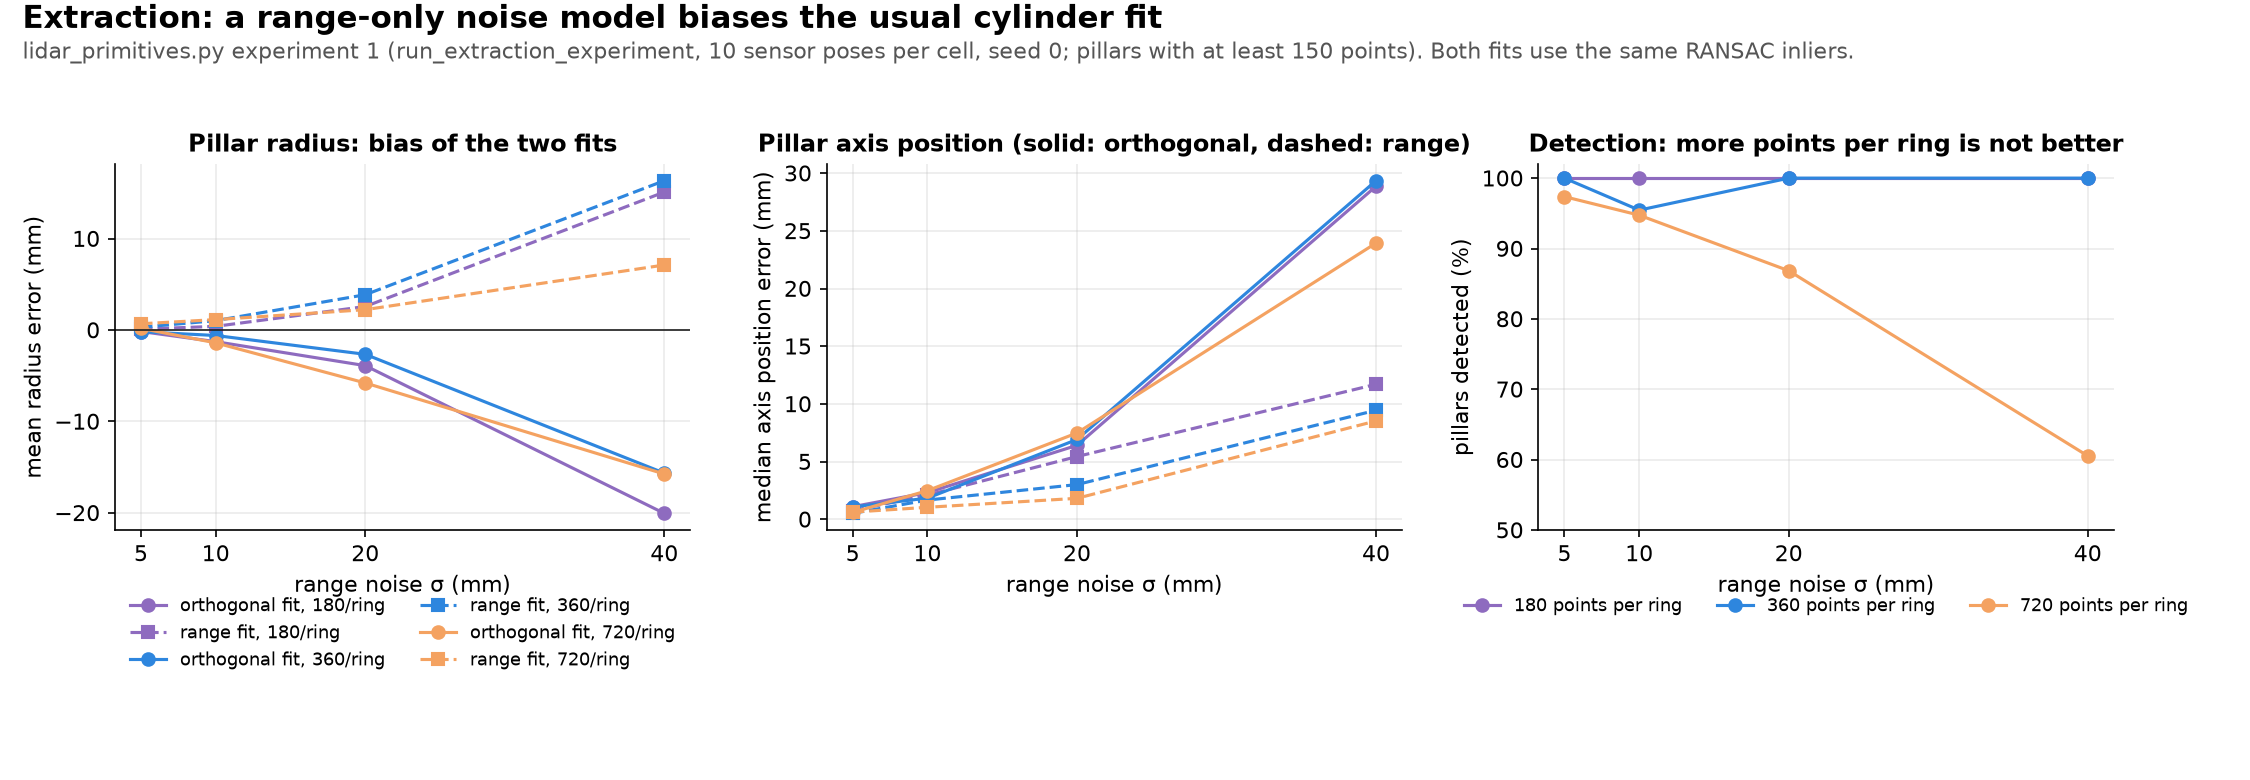 Extraction: a range-only noise model biases the usual cylinder fit
lidar_primitives.py experiment 1 (run_extraction_experiment, 10 sensor poses per cell, seed 0; pillars with at least 150 points). Both fits use the same RANSAC inliers.
Pillar radius: bias of the two fits
mean radius error (mm)
10
0
−10
−20
5 10 20 40
range noise σ (mm)
orthogonal fit, 180/ring
range fit, 180/ring
orthogonal fit, 360/ring
range fit, 360/ring
orthogonal fit, 720/ring
range fit, 720/ring
Pillar axis position (solid: orthogonal, dashed: range)
median axis position error (mm)
30
25
20
15
10
5
0
5 10 20 40
range noise σ (mm)
Detection: more points per ring is not better
pillars detected (%)
100
90
80
70
60
50
5 10 20 40
range noise σ (mm)
180 points per ring
360 points per ring
720 points per ring